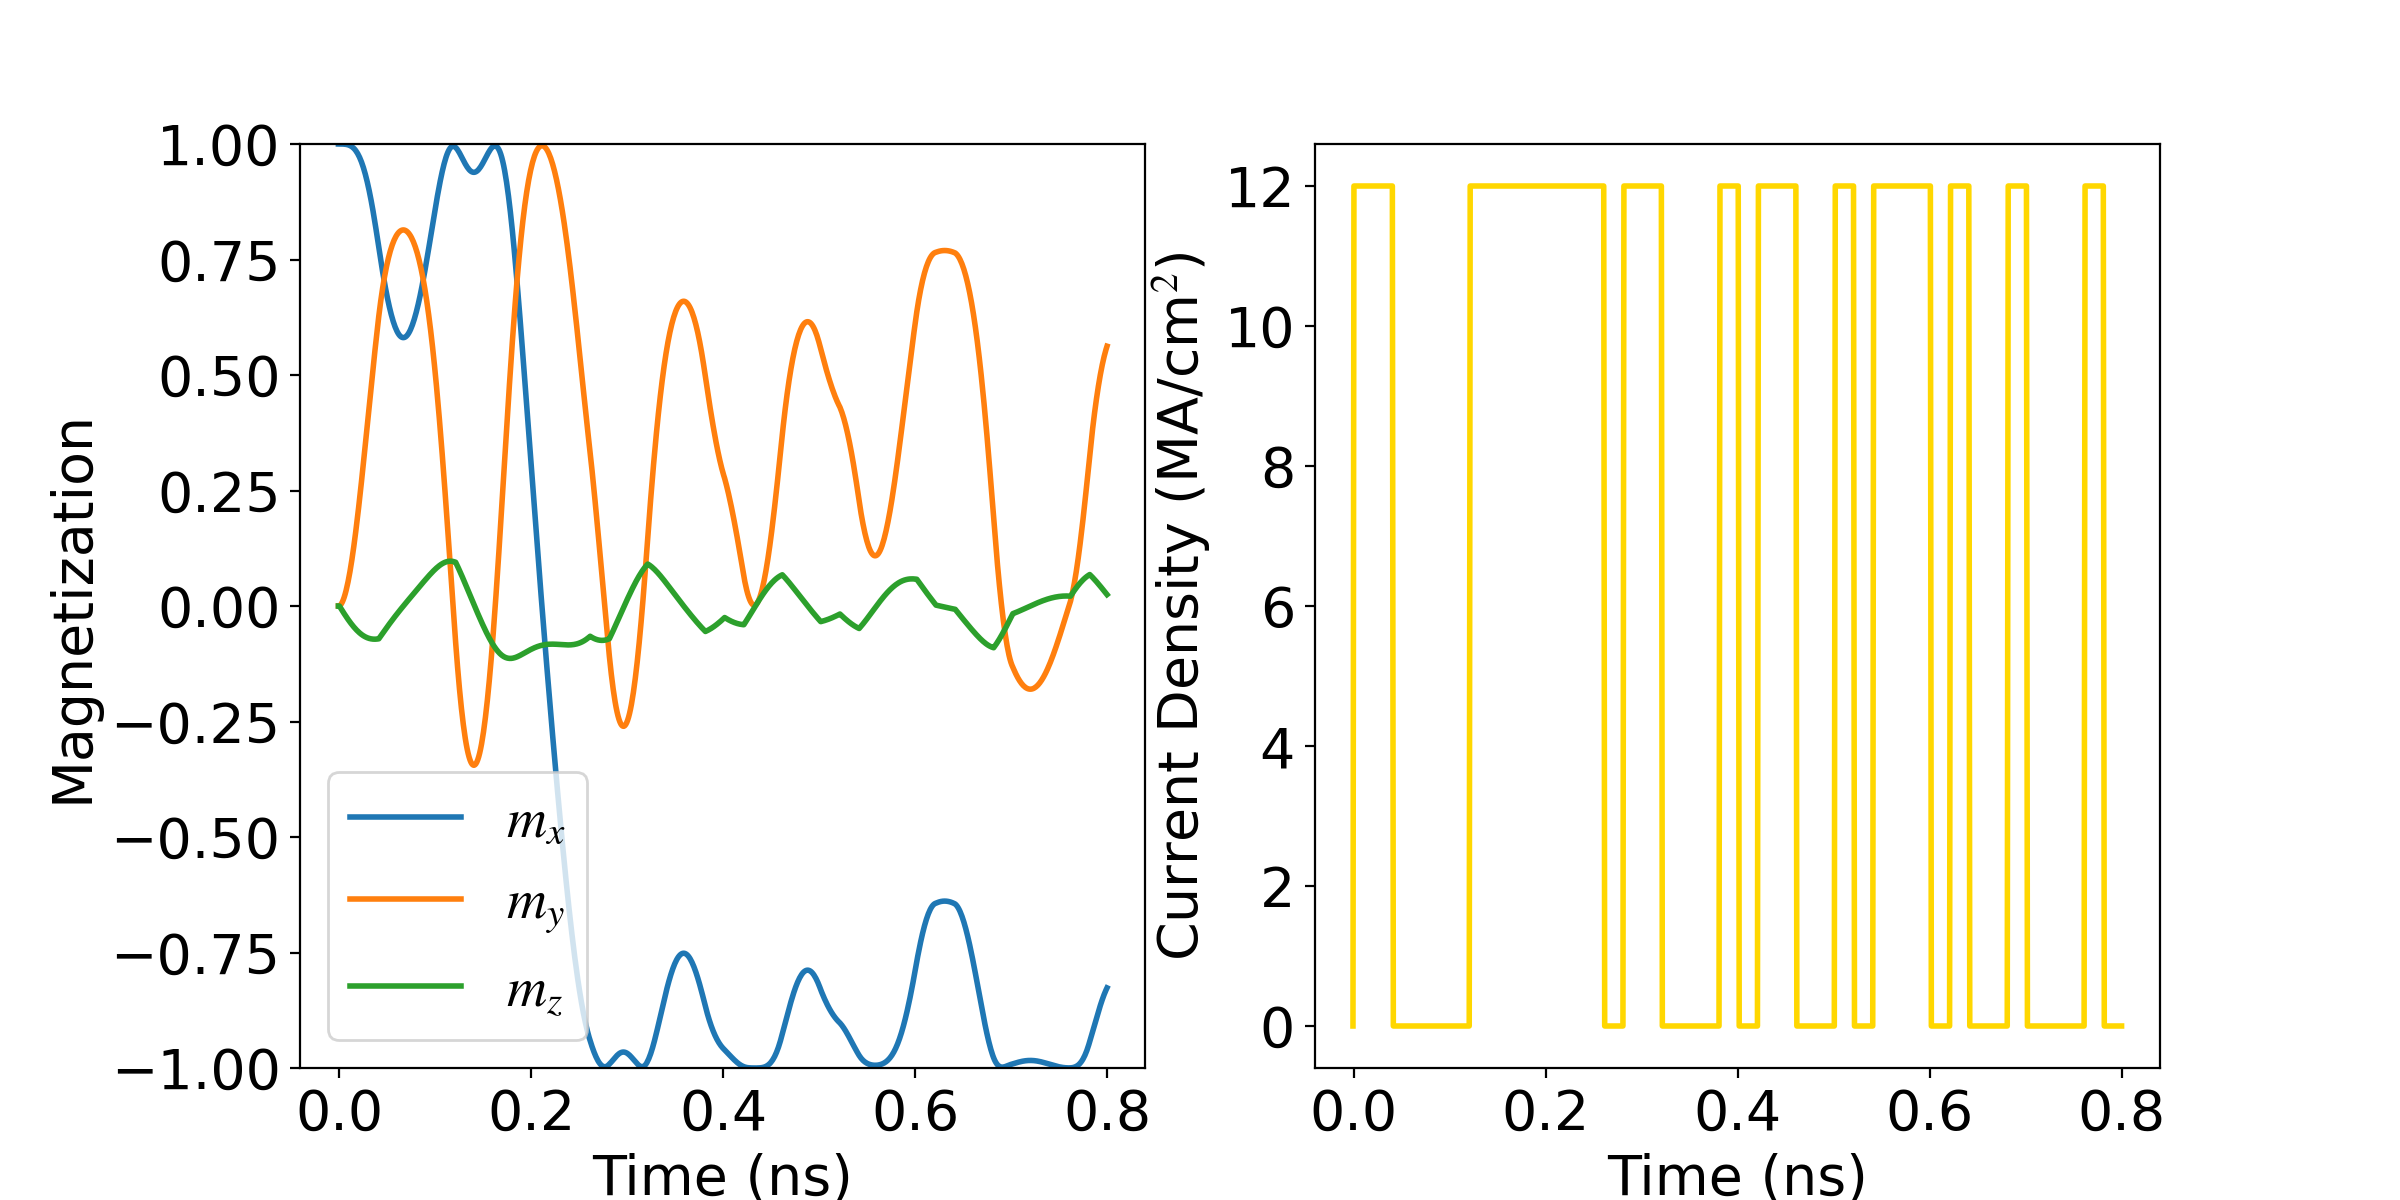 Magnetization
1.00
0.75
0.50
0.25
0.00
−0.25
−0.50
−0.75
−1.00
m_x
m_y
m_z
0.0 0.2 0.4 0.6 0.8
Time (ns)
Current Density (MA/cm²)
12
10
8
6
4
2
0
0.0 0.2 0.4 0.6 0.8
Time (ns)